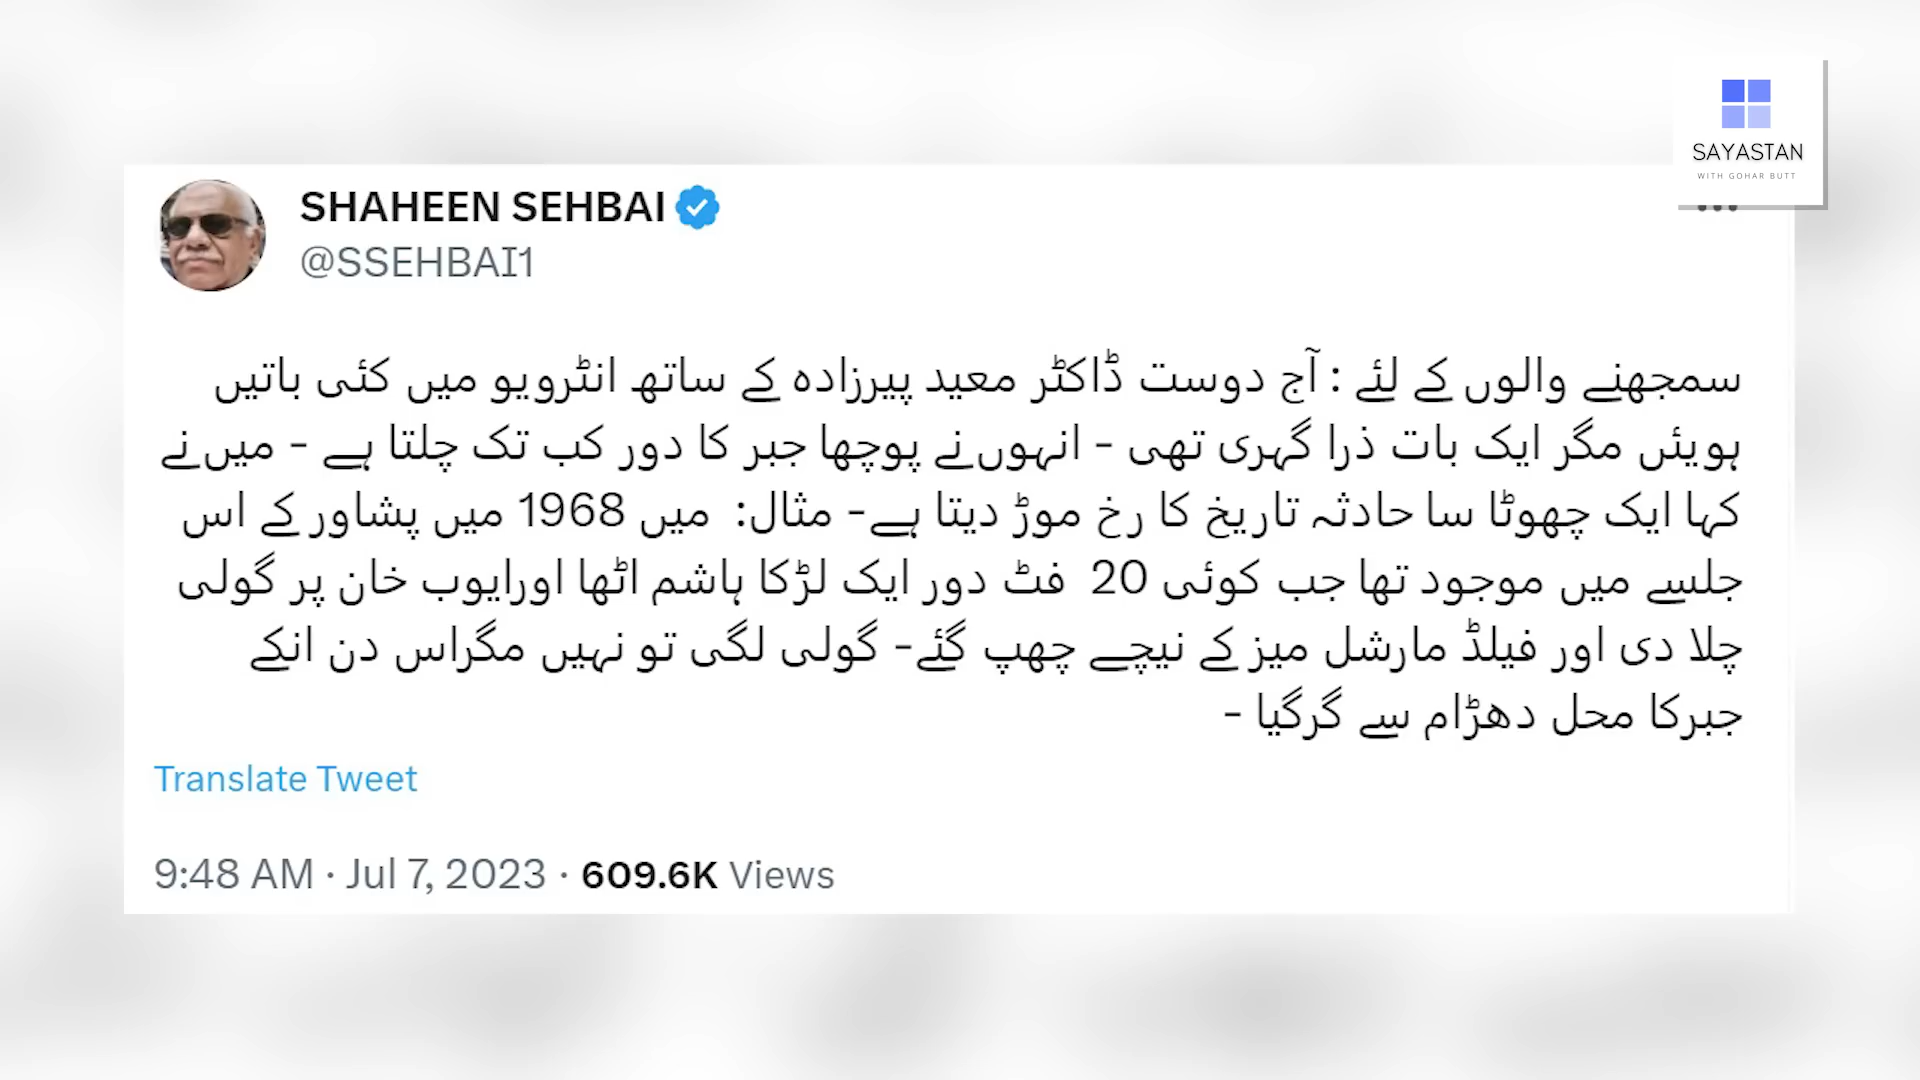 SAYASTAN
WITH GOHAR BUTT
SHAHEEN SEHBAI
@SSEHBAI1
سمجھنے والوں کے لئے : آج دوست ڈاکٹر معید پیرزادہ کے ساتھ انٹرویو میں کئی باتیں
ہویئں مگر ایک بات ذرا گہری تھی - انہوں‌نے پوچھا جبر کا دور کب تک چلتا ہے - میں‌نے
کہا ایک چھوٹا سا حادثہ تاریخ کا رخ موڑ دیتا ہے- مثال: میں 1968 میں پشاور کے اس
جلسے میں موجود تھا جب کوئی 20 فٹ دور ایک لڑکا ہاشم اٹھا اورایوب خان پر گولی
چلا دی اور فیلڈ مارشل میز کے نیچے چھپ گئے- گولی لگی تو نہیں مگراس دن انکے
جبرکا محل دھڑام سے گرگیا -
Translate Tweet
9:48 AM · Jul 7, 2023 · 609.6K Views